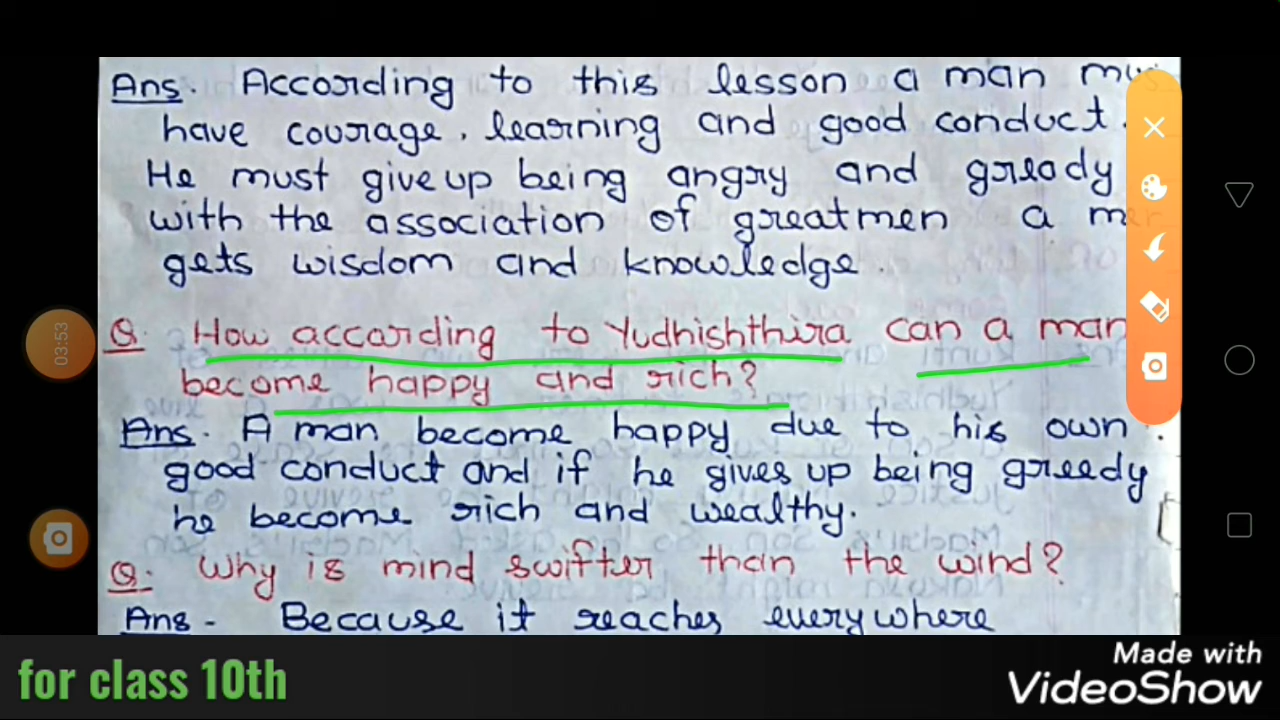 Ans. According to this lesson a man
have courage, learning and good conduct.
He must give up being angry and gready
with the association of greatmen a
gets wisdom and knowledge.
Q. How according to Yudhishthira can a man
become happy and rich?
Ans. A man become happy due to his own
good conduct and if he gives up being greedy
he become rich and wealthy.
Q. Why is mind swifter than the wind?
Ans - Because it reaches everywhere
03:53
for class 10th
Made with
VideoShow